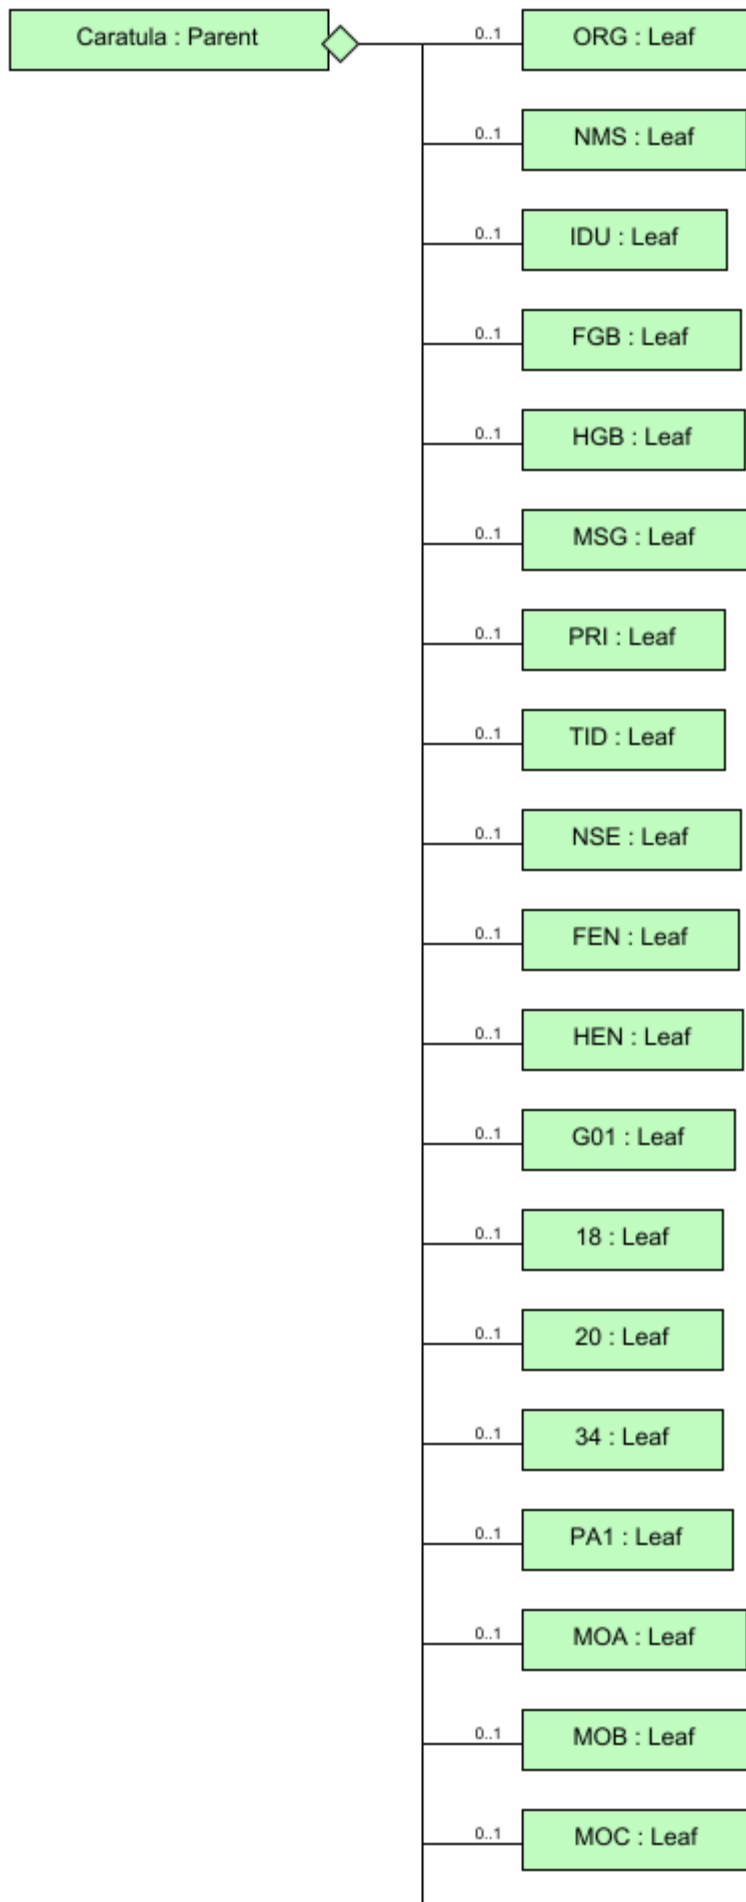 Caratula : Parent
0..1
ORG : Leaf
0..1
NMS : Leaf
0..1
IDU : Leaf
0..1
FGB : Leaf
0..1
HGB : Leaf
0..1
MSG : Leaf
0..1
PRI : Leaf
0..1
TID : Leaf
0..1
NSE : Leaf
0..1
FEN : Leaf
0..1
HEN : Leaf
0..1
G01 : Leaf
0..1
18 : Leaf
0..1
20 : Leaf
0..1
34 : Leaf
0..1
PA1 : Leaf
0..1
MOA : Leaf
0..1
MOB : Leaf
0..1
MOC : Leaf